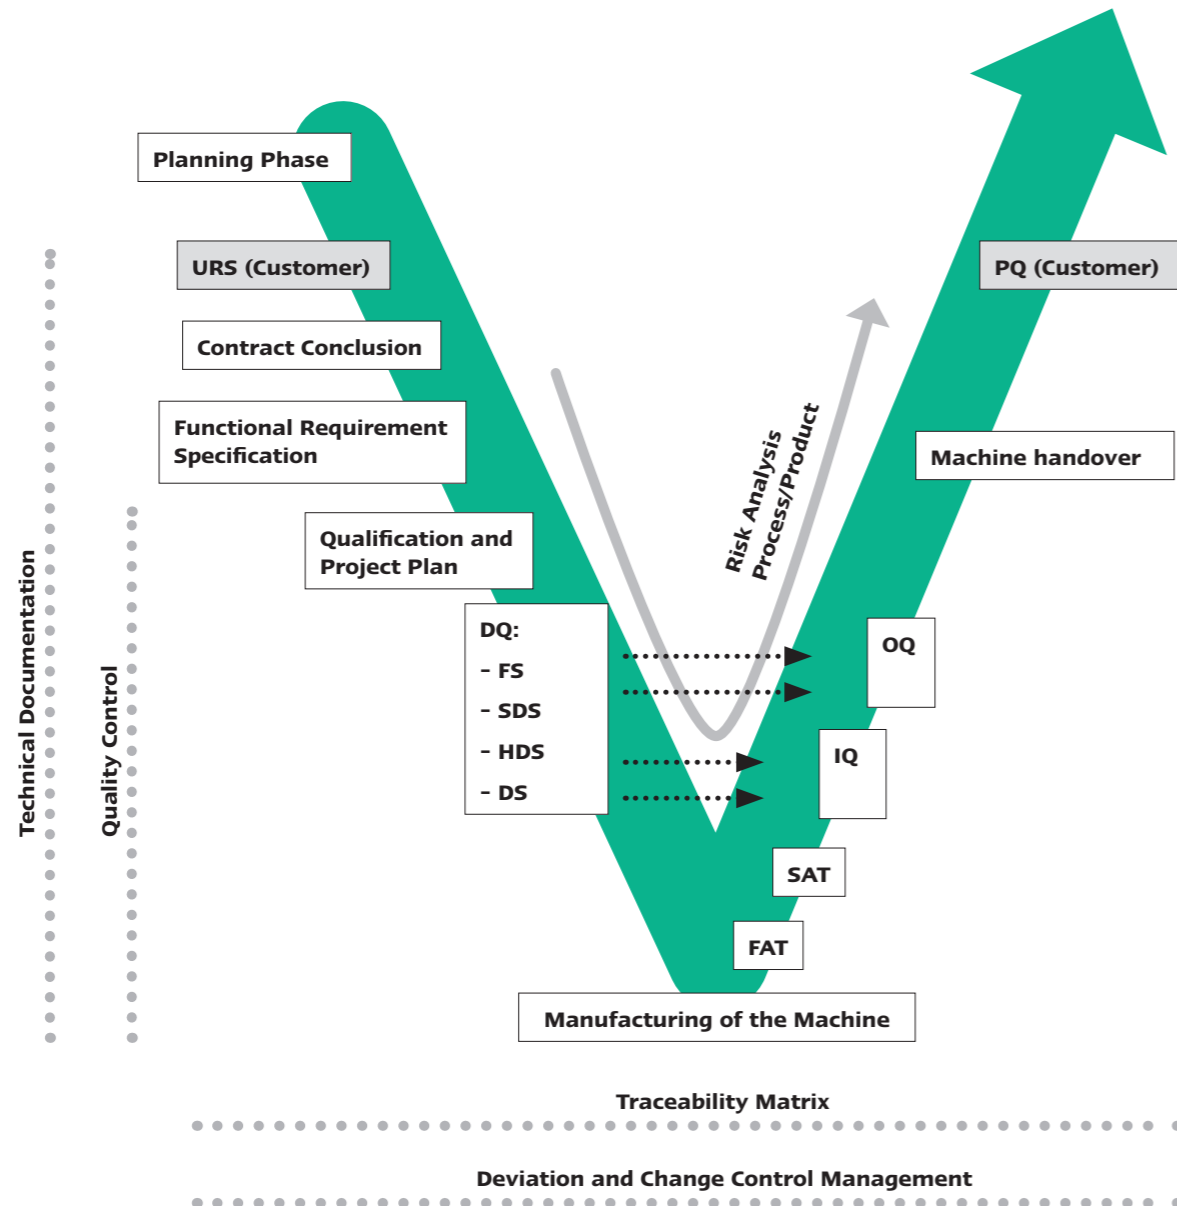 Planning Phase
URS (Customer)
PQ (Customer)
Contract Conclusion
Functional Requirement
Specification
Machine handover
Risk Analysis
Process/Product
Qualification and
Project Plan
Technical Documentation
Quality Control
DQ:
– FS
– SDS
– HDS
– DS
OQ
IQ
SAT
FAT
Manufacturing of the Machine
Traceability Matrix
Deviation and Change Control Management